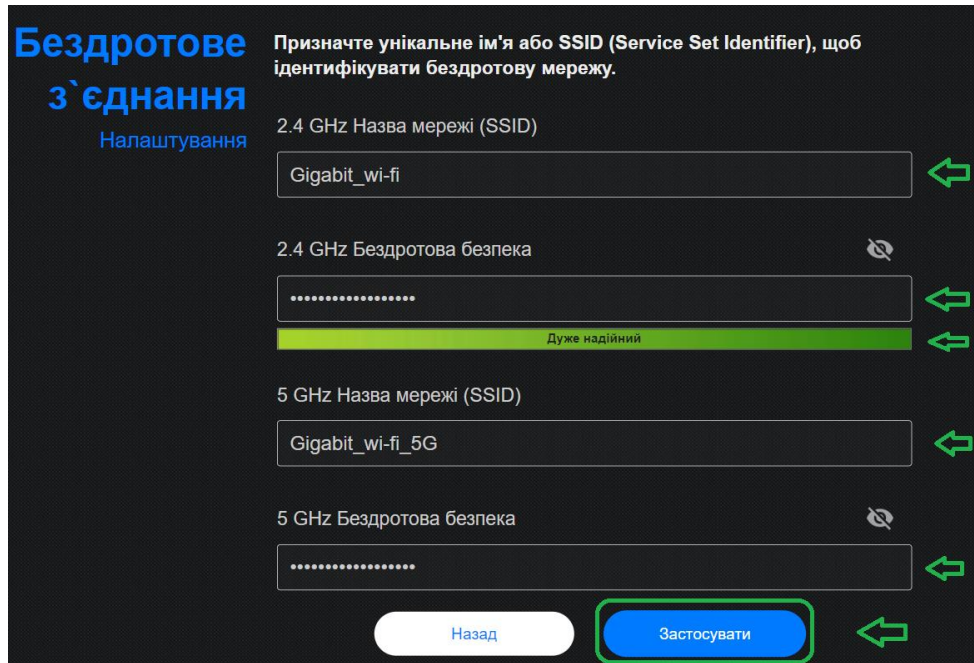 Бездротове
з`єднання
Налаштування
Призначте унікальне ім'я або SSID (Service Set Identifier), щоб
ідентифікувати бездротову мережу.
2.4 GHz Назва мережі (SSID)
Gigabit_wi-fi
2.4 GHz Бездротова безпека
••••••••••••••••••
Дуже надійний
5 GHz Назва мережі (SSID)
Gigabit_wi-fi_5G
5 GHz Бездротова безпека
••••••••••••••••••
Назад
Застосувати